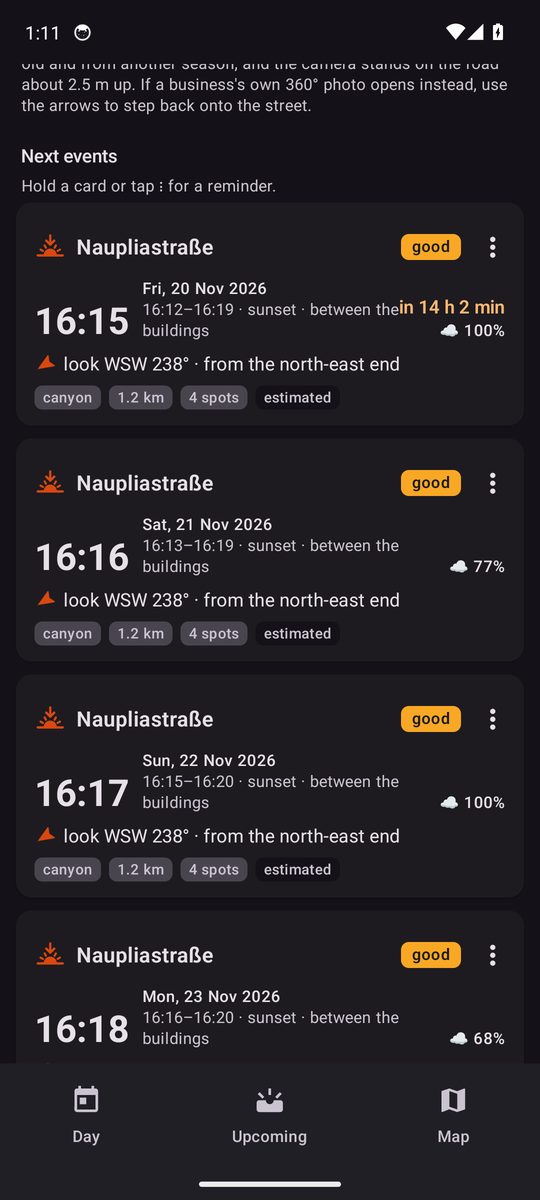 1:11
old and from another season, and the camera stands on the road
about 2.5 m up. If a business's own 360° photo opens instead, use
the arrows to step back onto the street.
Next events
Hold a card or tap ⋮ for a reminder.
Naupliastraße
good
16:15
Fri, 20 Nov 2026
16:12–16:19 · sunset · between the
buildings
in 14 h 2 min
☁️ 100%
look WSW 238° · from the north-east end
canyon 1.2 km 4 spots estimated
Naupliastraße
good
16:16
Sat, 21 Nov 2026
16:13–16:19 · sunset · between the
buildings
☁️ 77%
look WSW 238° · from the north-east end
canyon 1.2 km 4 spots estimated
Naupliastraße
good
16:17
Sun, 22 Nov 2026
16:15–16:20 · sunset · between the
buildings
☁️ 100%
look WSW 238° · from the north-east end
canyon 1.2 km 4 spots estimated
Naupliastraße
good
16:18
Mon, 23 Nov 2026
16:16–16:20 · sunset · between the
buildings
☁️ 68%
Day Upcoming Map